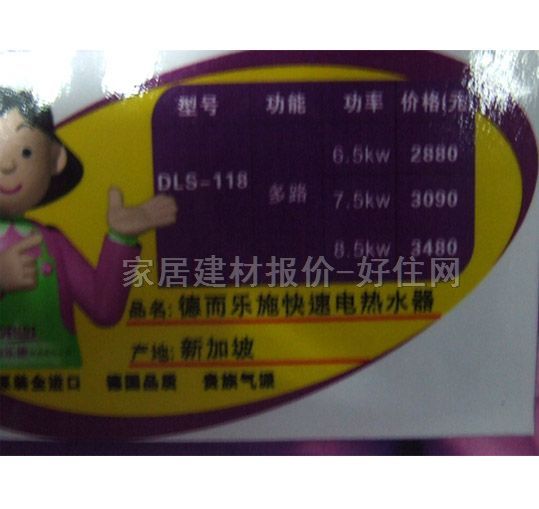 型号 功能 功率 价格(元)
6.5kw 2880
DLS-118 多路 7.5kw 3090
8.5kw 3480
家居建材报价-好住网
品名: 德而乐施快速电热水器
产地: 新加坡
原装全进口 德国品质 贵族气派